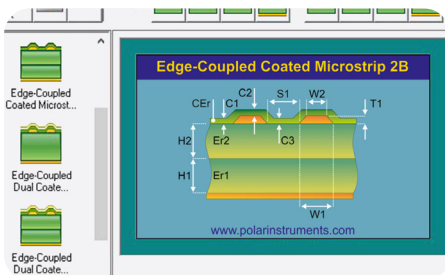 Edge-Coupled
Coated Microst...
Edge-Coupled
Dual Coate...
Edge-Coupled
Dual Coate...
Edge-Coupled Coated Microstrip 2B
C2 S1 W2
CEr C1 T1
H2 Er2 C3
H1 Er1
W1
www.polarinstruments.com